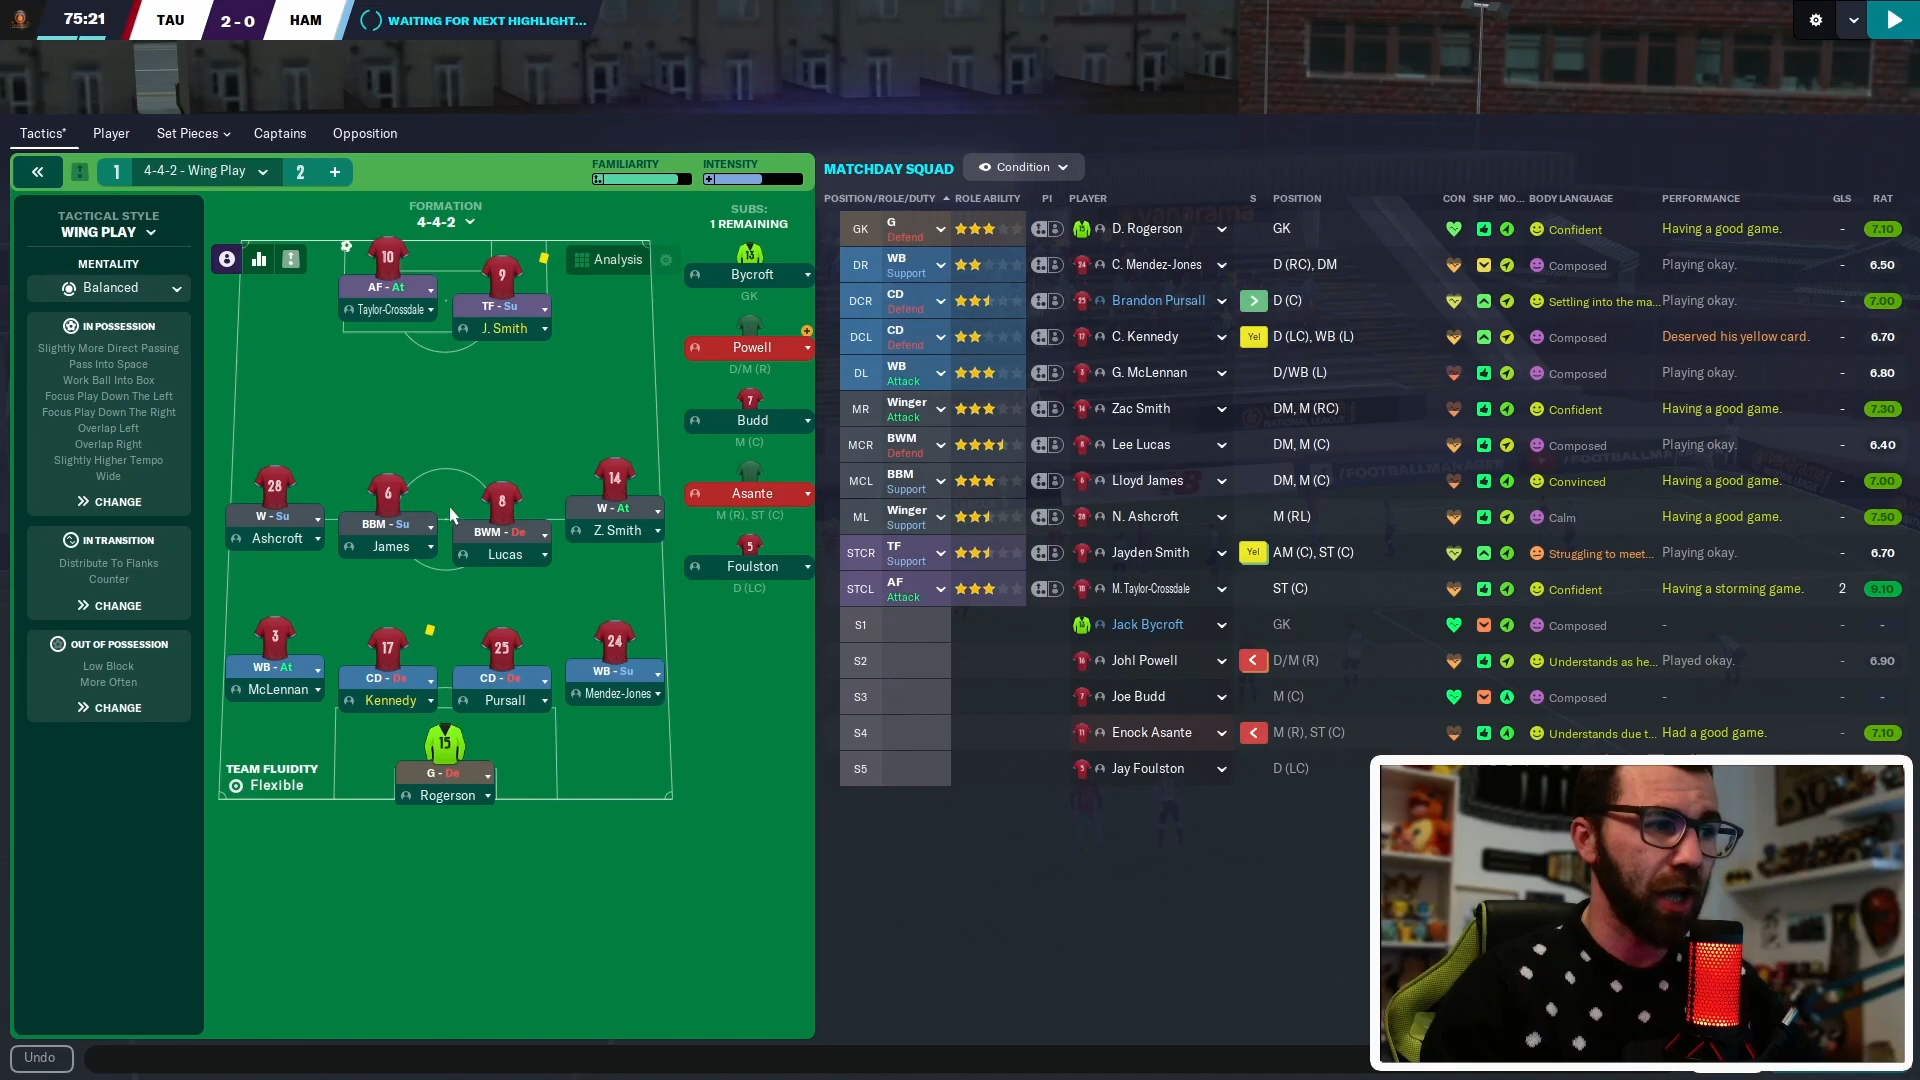 75:21 TAU 2 - 0 HAM WAITING FOR NEXT HIGHLIGHT...
Tactics* Player Set Pieces Captains Opposition
1 4-4-2 - Wing Play 2 +
FAMILIARITY INTENSITY
TACTICAL STYLE
WING PLAY
MENTALITY
Balanced
IN POSSESSION
Slightly More Direct Passing
Pass Into Space
Work Ball Into Box
Focus Play Down The Left
Focus Play Down The Right
Overlap Left
Overlap Right
Slightly Higher Tempo
Wide
CHANGE
IN TRANSITION
Distribute To Flanks
Counter
CHANGE
OUT OF POSSESSION
Low Block
More Often
CHANGE
FORMATION
4-4-2
Analysis
10
AF - At
Taylor-Crossdale
9
TF - Su
J. Smith
28
W - Su
Ashcroft
6
BBM - Su
James
8
BWM - De
Lucas
14
W - At
Z. Smith
3
WB - At
McLennan
17
CD - De
Kennedy
25
CD - De
Pursall
24
WB - Su
Mendez-Jones
15
G - De
Rogerson
TEAM FLUIDITY
Flexible
SUBS:
1 REMAINING
13
Bycroft
GK
Powell
D/M (R)
7
Budd
M (C)
Asante
M (R), ST (C)
5
Foulston
D (LC)
MATCHDAY SQUAD Condition
POSITION/ROLE/DUTY ROLE ABILITY PI PLAYER S POSITION CON SHP MO... BODY LANGUAGE PERFORMANCE GLS RAT
GK G Defend D. Rogerson GK Confident Having a good game. - 7.10
DR WB Support C. Mendez-Jones D (RC), DM Composed Playing okay. - 6.50
DCR CD Defend Brandon Pursall D (C) Settling into the ma... Playing okay. - 7.00
DCL CD Defend C. Kennedy Yel D (LC), WB (L) Composed Deserved his yellow card. - 6.70
DL WB Attack G. McLennan D/WB (L) Composed Playing okay. - 6.80
MR Winger Attack Zac Smith DM, M (RC) Confident Having a good game. - 7.30
MCR BWM Defend Lee Lucas DM, M (C) Composed Playing okay. - 6.40
MCL BBM Support Lloyd James DM, M (C) Convinced Having a good game. - 7.00
ML Winger Support N. Ashcroft M (RL) Calm Having a good game. - 7.50
STCR TF Support Jayden Smith Yel AM (C), ST (C) Struggling to meet... Playing okay. - 6.70
STCL AF Attack M. Taylor-Crossdale ST (C) Confident Having a storming game. 2 9.10
S1 Jack Bycroft GK Composed - - -
S2 Johl Powell D/M (R) Understands as he... Played okay. - 6.90
S3 Joe Budd M (C) Composed - - -
S4 Enock Asante M (R), ST (C) Understands due t... Had a good game. - 7.10
S5 Jay Foulston D (LC)
Undo